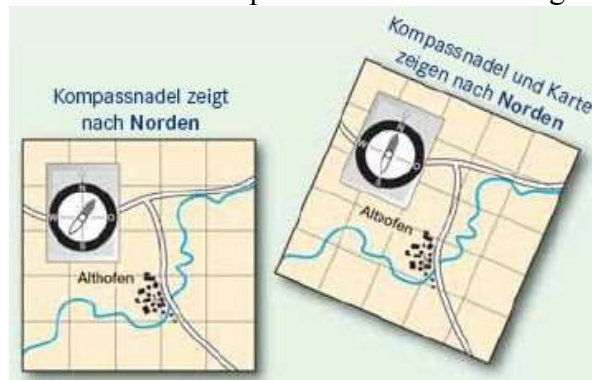 Kompassnadel zeigt
nach Norden
N
W
O
S
Althofen
Kompassnadel und Karte
zeigen nach Norden
N
W
O
S
Althofen